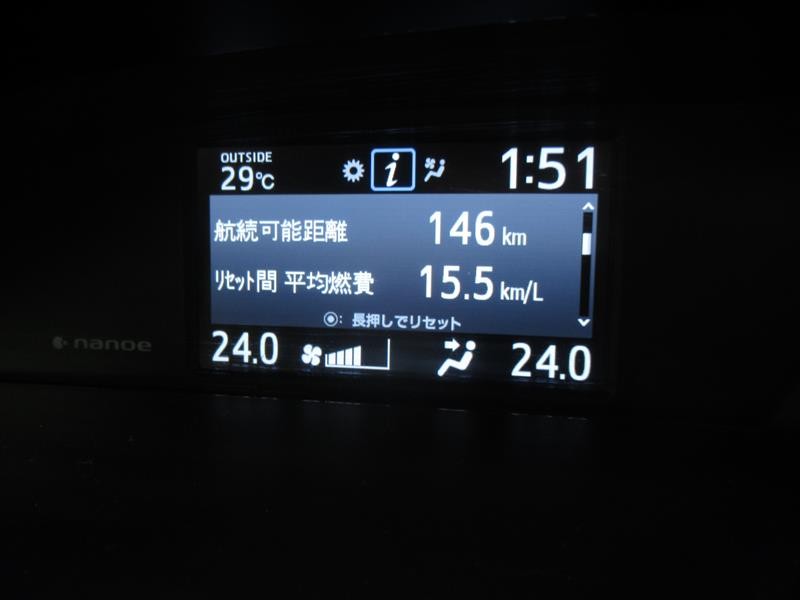 OUTSIDE
29℃
i
1:51
航続可能距離 146 km
ﾘｾｯﾄ間 平均燃費 15.5 km/L
◉: 長押しでリセット
24.0
24.0
nanoe